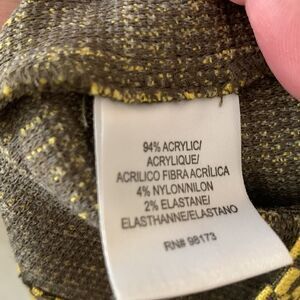 94% ACRYLIC/
ACRYLIQUE/
ACRILICO FIBRA ACRÍLICA
4% NYLON/NILON
2% ELASTANE/
ELASTHANNE/ELASTANO
RN# 98173